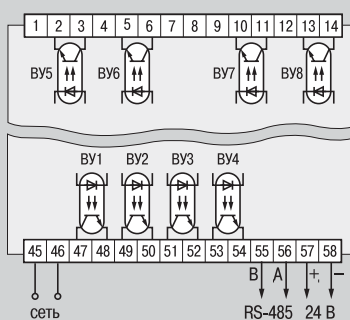 1 2 3 4 5 6 7 8 9 10 11 12 13 14
ВУ5 ВУ6 ВУ7 ВУ8
ВУ1 ВУ2 ВУ3 ВУ4
45 46 47 48 49 50 51 52 53 54 55 56 57 58
B A + −
сеть RS-485 24 В